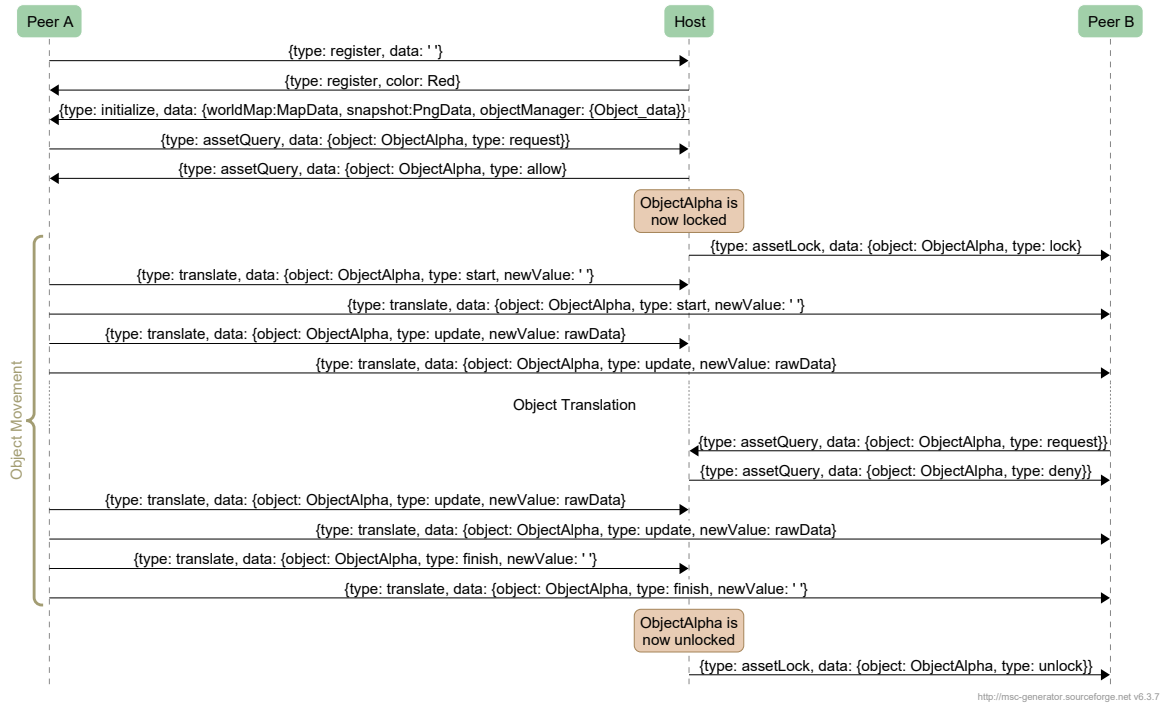 Peer A
Host
Peer B
{type: register, data: ' '}
{type: register, color: Red}
{type: initialize, data: {worldMap:MapData, snapshot:PngData, objectManager: {Object_data}}
{type: assetQuery, data: {object: ObjectAlpha, type: request}}
{type: assetQuery, data: {object: ObjectAlpha, type: allow}
ObjectAlpha is
now locked
{type: assetLock, data: {object: ObjectAlpha, type: lock}
{type: translate, data: {object: ObjectAlpha, type: start, newValue: ' '}
{type: translate, data: {object: ObjectAlpha, type: start, newValue: ' '}
{type: translate, data: {object: ObjectAlpha, type: update, newValue: rawData}
{type: translate, data: {object: ObjectAlpha, type: update, newValue: rawData}
Object Movement
Object Translation
{type: assetQuery, data: {object: ObjectAlpha, type: request}}
{type: assetQuery, data: {object: ObjectAlpha, type: deny}}
{type: translate, data: {object: ObjectAlpha, type: update, newValue: rawData}
{type: translate, data: {object: ObjectAlpha, type: update, newValue: rawData}
{type: translate, data: {object: ObjectAlpha, type: finish, newValue: ' '}
{type: translate, data: {object: ObjectAlpha, type: finish, newValue: ' '}
ObjectAlpha is
now unlocked
{type: assetLock, data: {object: ObjectAlpha, type: unlock}}
http://msc-generator.sourceforge.net v6.3.7